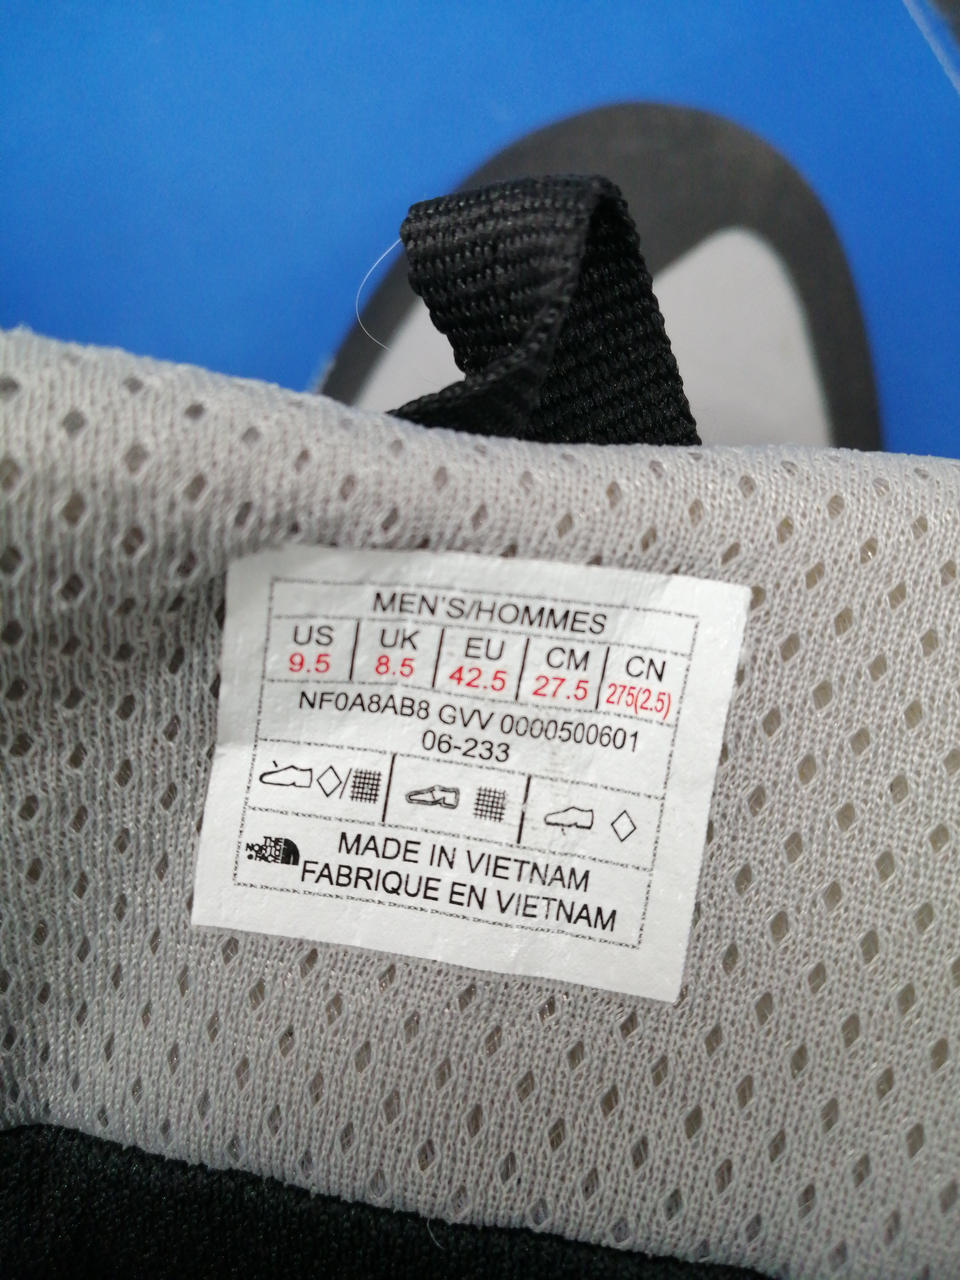 MEN'S/HOMMES
US UK EU CM CN
9.5 8.5 42.5 27.5 275(2.5)
NF0A8AB8 GVV 0000500601
06-233
THE NORTH FACE
MADE IN VIETNAM
FABRIQUE EN VIETNAM